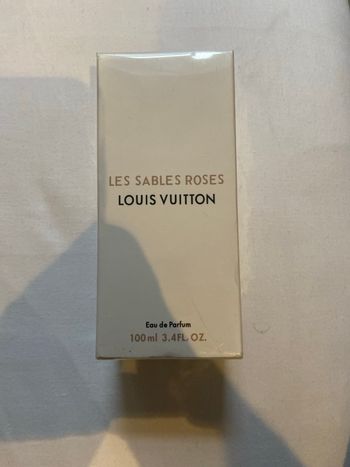 LES SABLES ROSES
LOUIS VUITTON
Eau de Parfum
100ml 3.4FL.OZ.